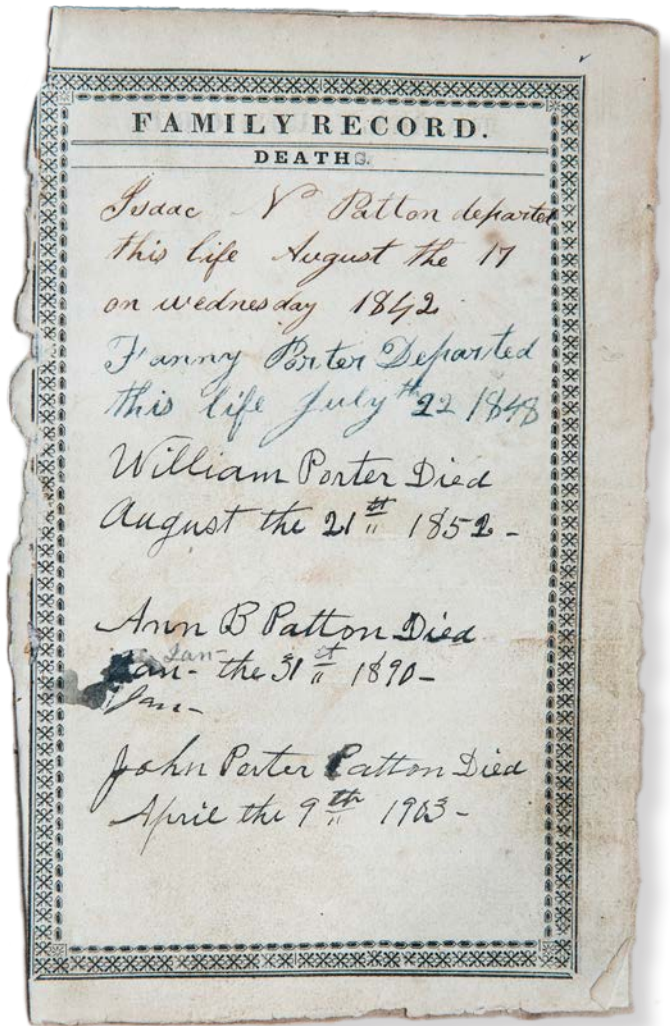 FAMILY RECORD.
DEATHS.
Isaac N Patton departed
this life August the 17
on wednesday 1842
Fanny Porter Departed
this life July th 22 1848
William Porter Died
August the 21st 1852 -
Ann B Patton Died
Jan-
Jan- the 31st 1890 -
Jan-
John Porter Patton Died
April the 9th 1903 -